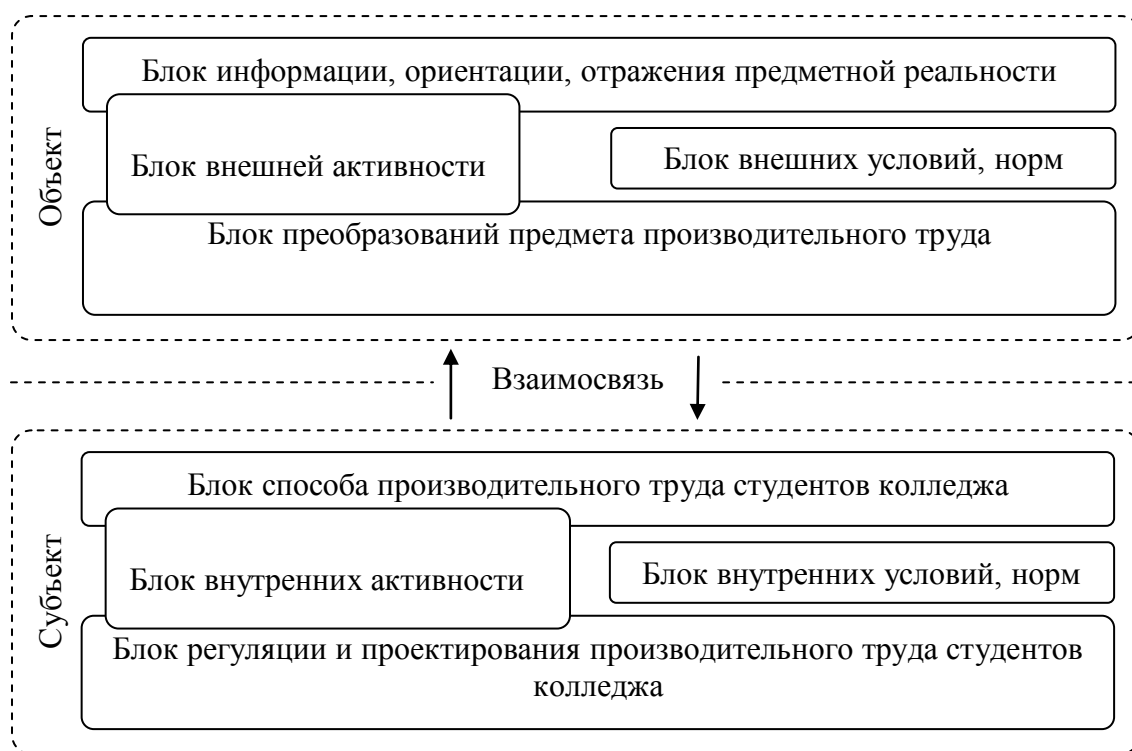 Объект
Блок информации, ориентации, отражения предметной реальности
Блок внешней активности
Блок внешних условий, норм
Блок преобразований предмета производительного труда
Взаимосвязь
Субъект
Блок способа производительного труда студентов колледжа
Блок внутренних активности
Блок внутренних условий, норм
Блок регуляции и проектирования производительного труда студентов
колледжа